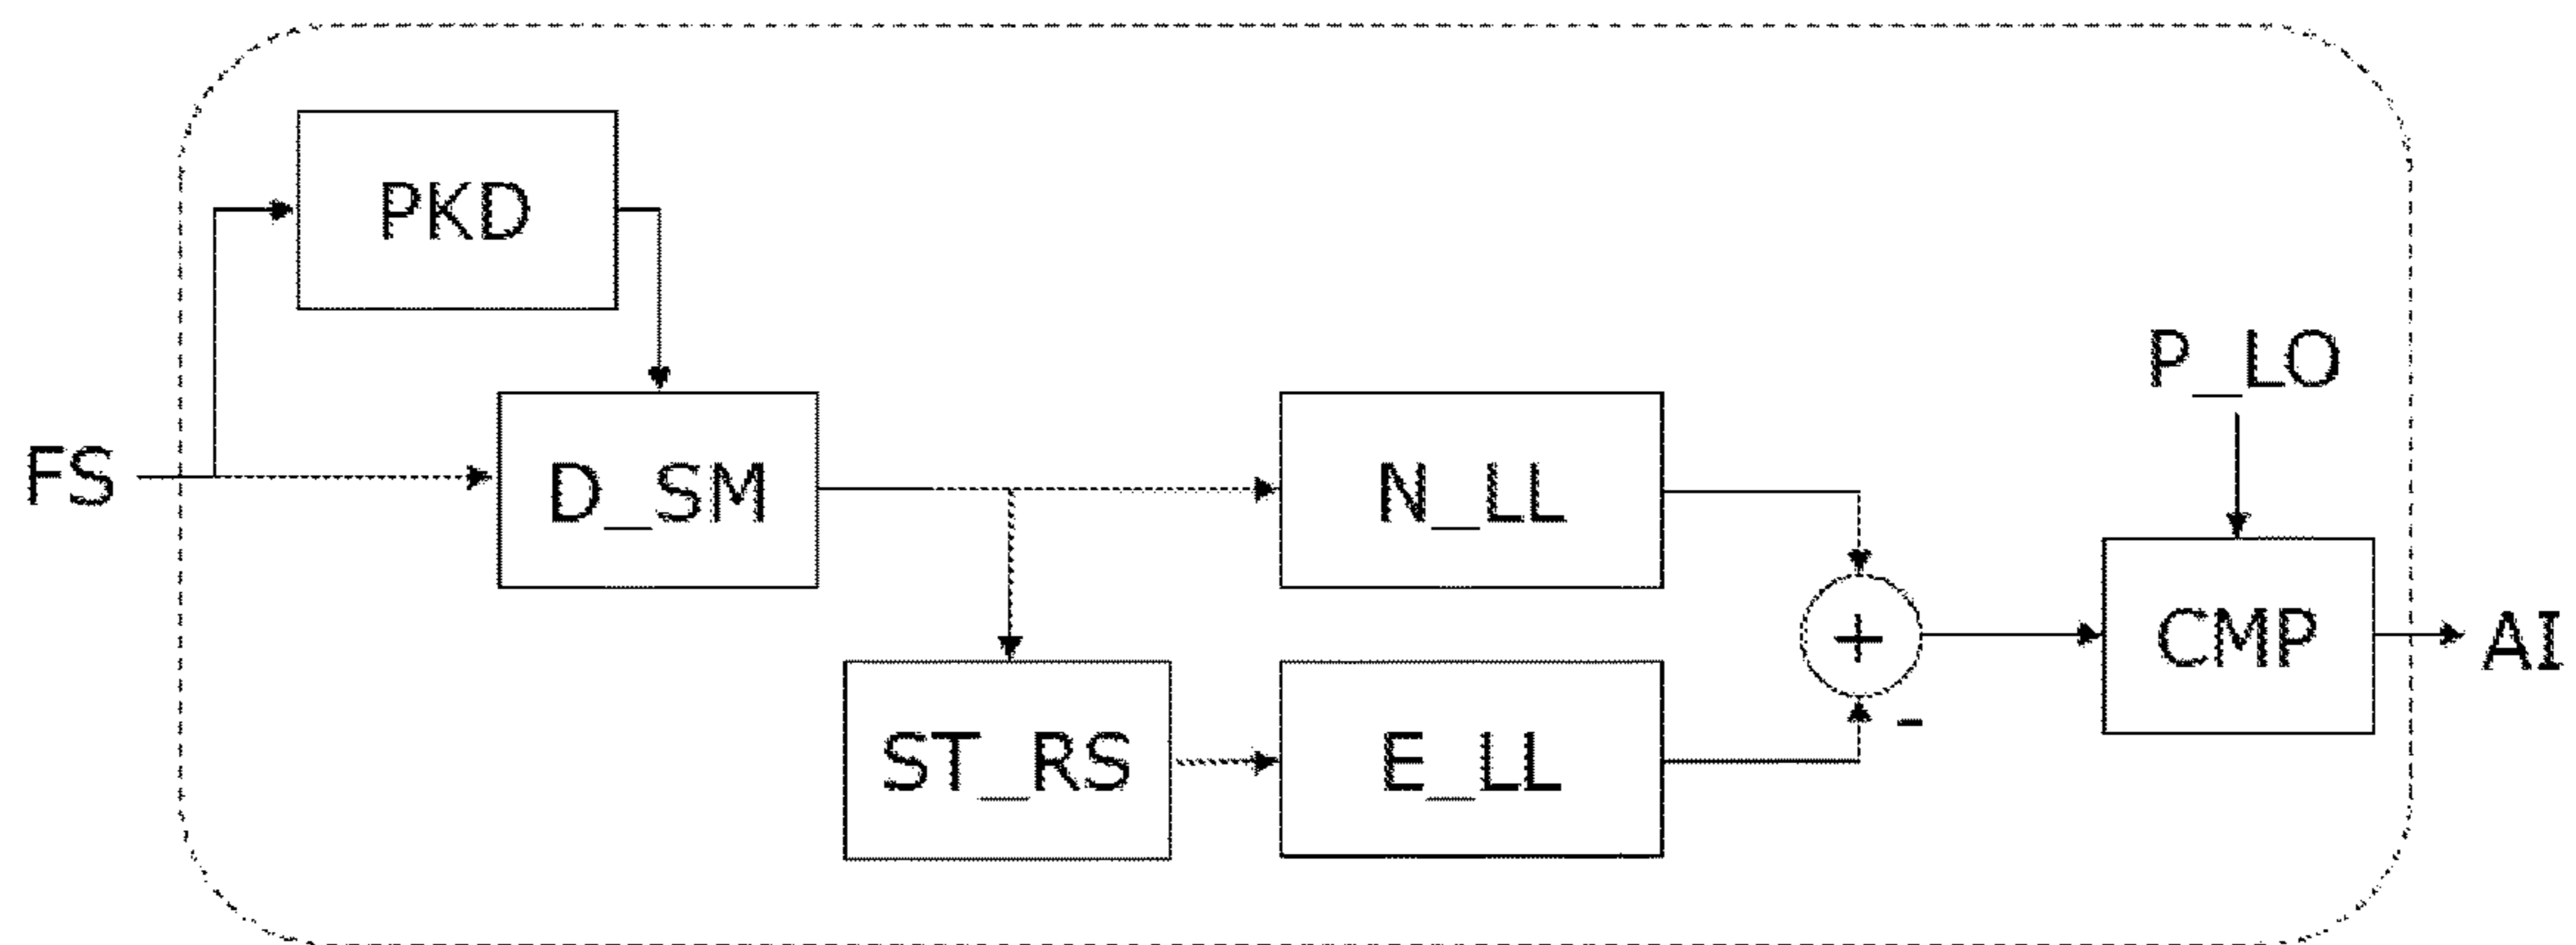 PKD
P_LO
FS
D_SM
N_LL
+
CMP
AI
-
ST_RS
E_LL